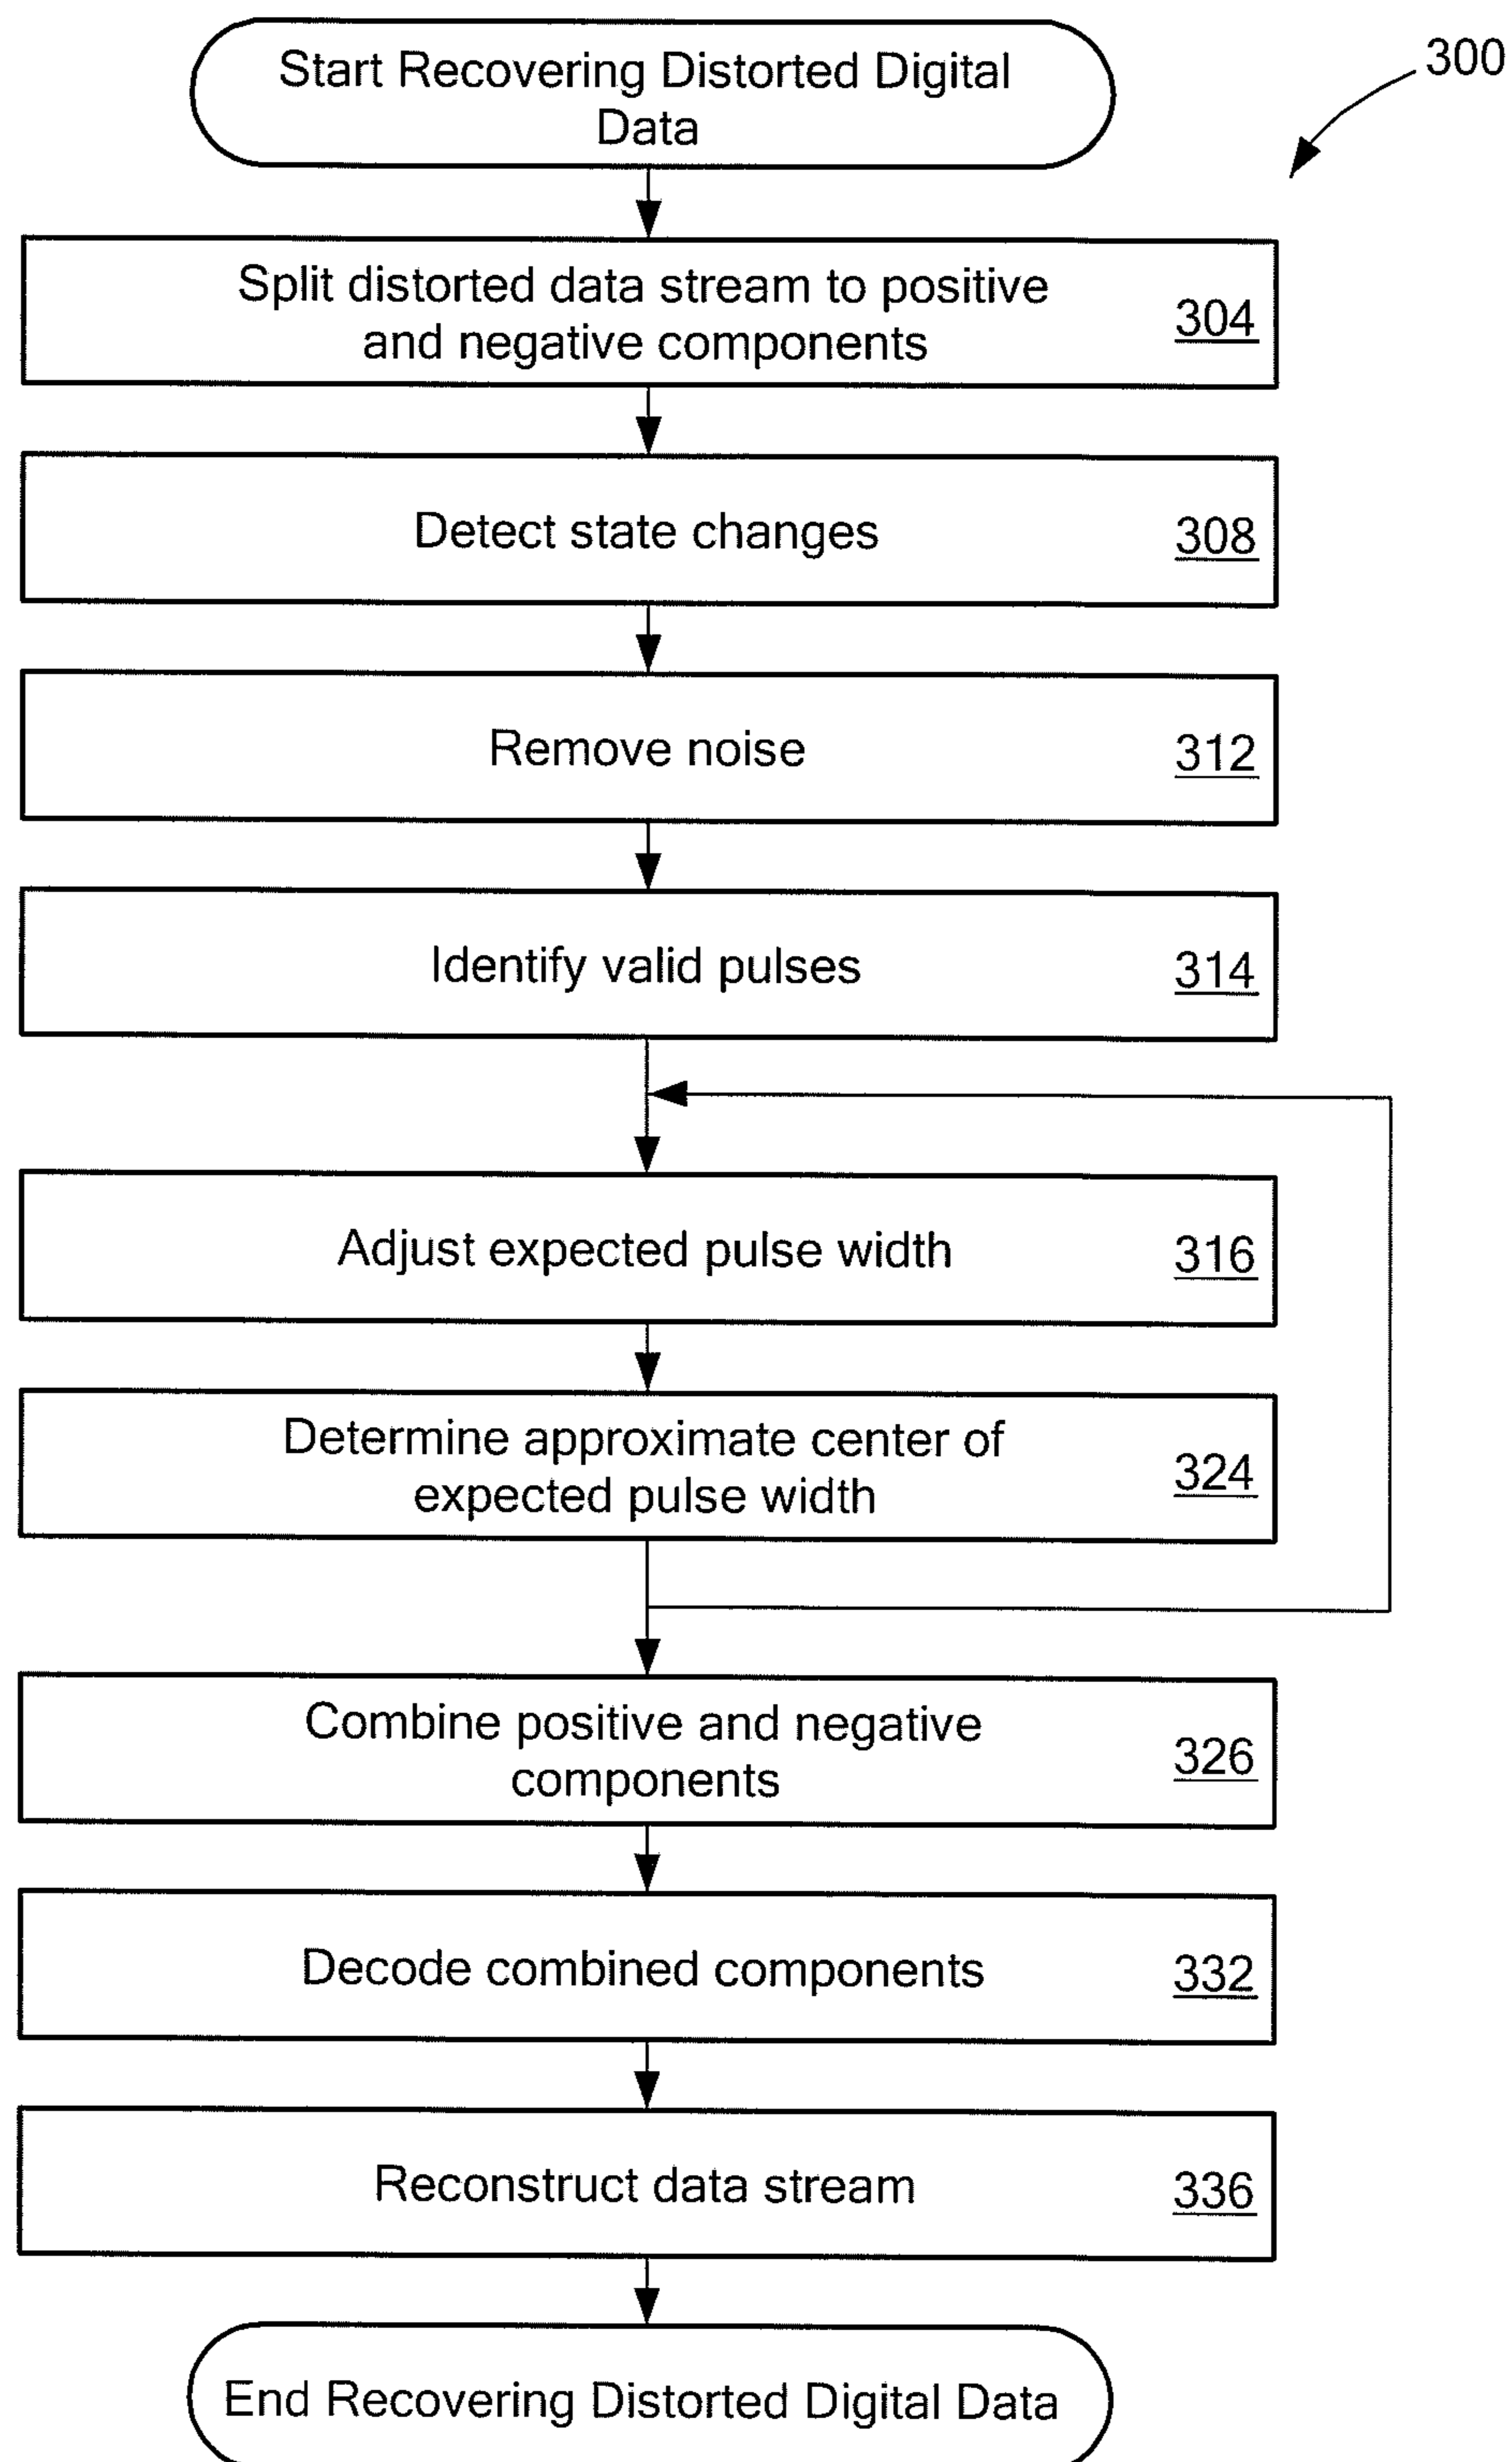 Start Recovering Distorted Digital
Data
300
Split distorted data stream to positive
and negative components
304
Detect state changes
308
Remove noise
312
Identify valid pulses
314
Adjust expected pulse width
316
Determine approximate center of
expected pulse width
324
Combine positive and negative
components
326
Decode combined components
332
Reconstruct data stream
336
End Recovering Distorted Digital Data